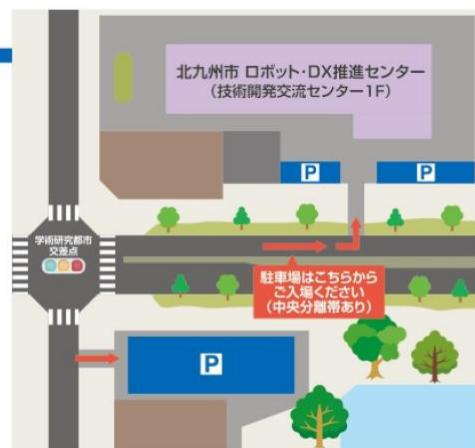 北九州市 ロボット・DX推進センター
（技術開発交流センター1F）
P
P
学術研究都市
交差点
駐車場はこちらから
ご入場ください
（中央分離帯あり）
P